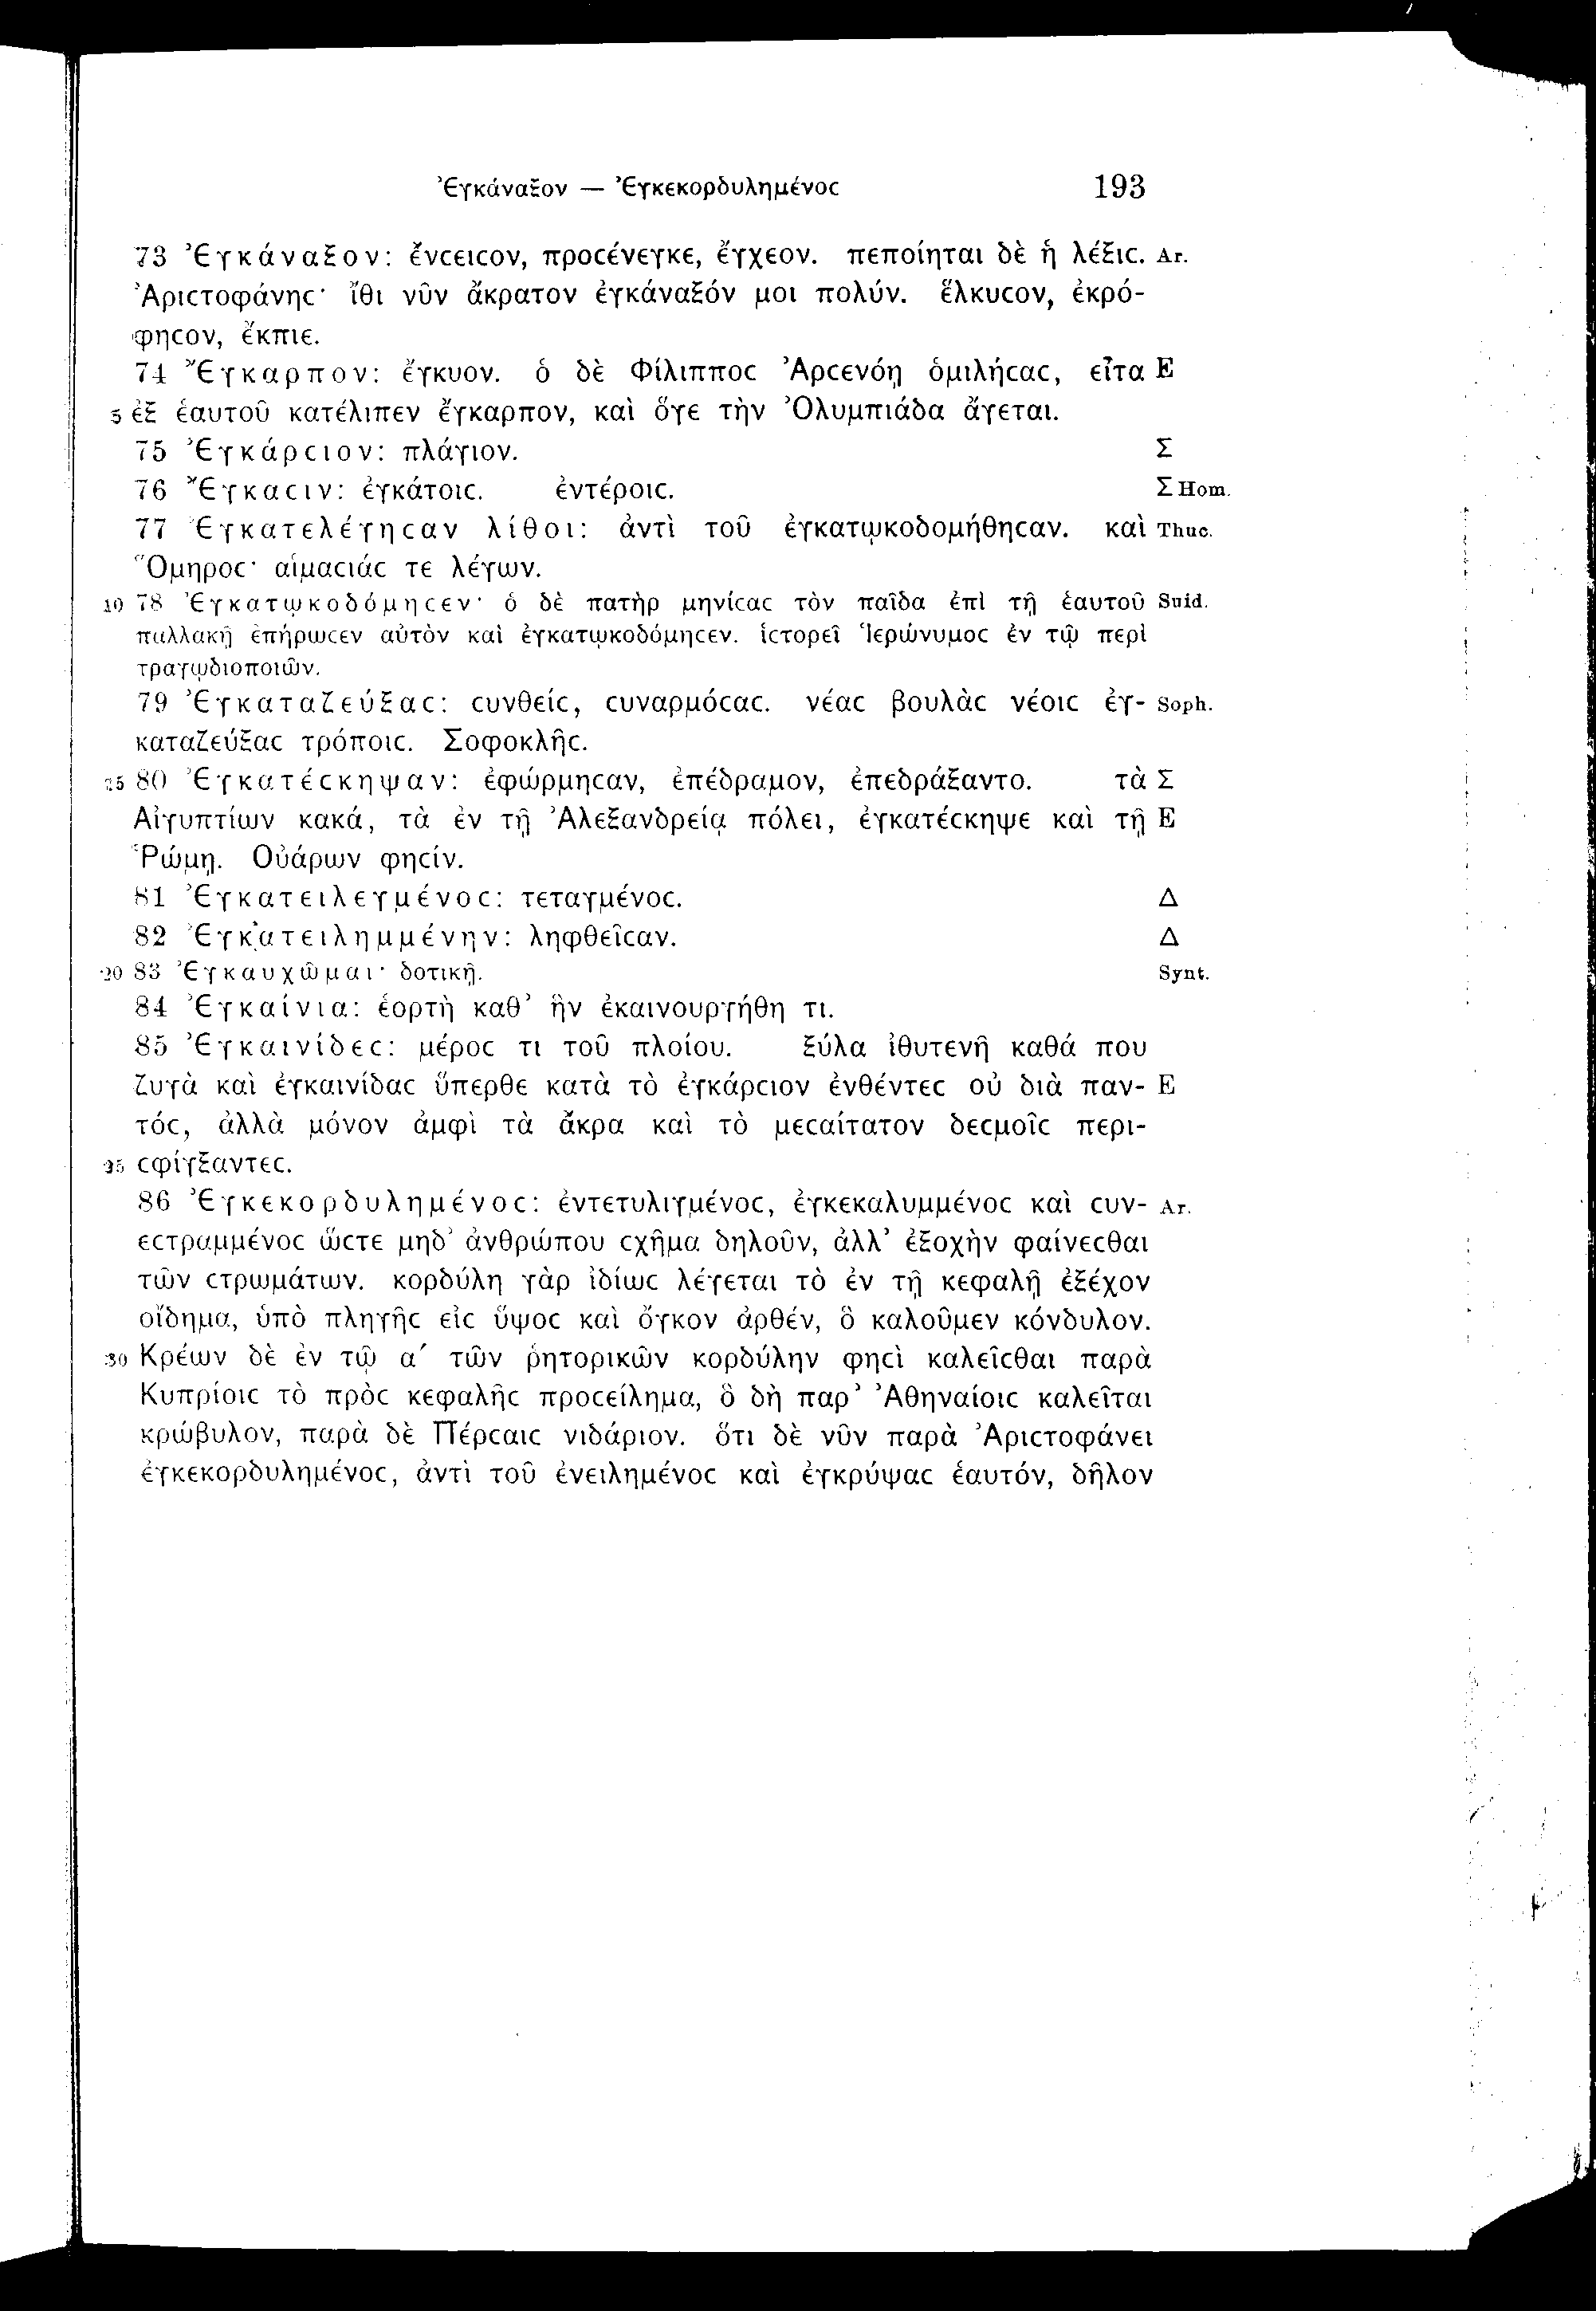 Ἐγκάναξον — Ἐγκεκορδυλημένοϲ 193
73 Ἐγκάναξον: ἔνϲειϲον, προϲένεγκε, ἔγχεον. πεποίηται δὲ ἡ λέξιϲ. Ar.
Ἀριϲτοφάνηϲ· ἴθι νῦν ἄκρατον ἐγκάναξόν μοι πολύν. ἕλκυϲον, ἐκρό-
φηϲον, ἔκπιε.
74 Ἔγκαρπον: ἔγκυον. ὁ δὲ Φίλιπποϲ Ἀρϲενόῃ ὁμιλήϲαϲ, εἶτα E
5 ἐξ ἑαυτοῦ κατέλιπεν ἔγκαρπον, καὶ ὅγε τὴν Ὀλυμπιάδα ἄγεται.
75 Ἐγκάρϲιον: πλάγιον. Σ
76 Ἔγκαϲιν: ἐγκάτοιϲ. ἐντέροιϲ. Σ Hom.
77 Ἐγκατελέγηϲαν λίθοι: ἀντὶ τοῦ ἐγκατῳκοδομήθηϲαν. καὶ Thuc.
Ὅμηροϲ· αἱμαϲιάϲ τε λέγων.
10 78 Ἐγκατῳκοδόμηϲεν· ὁ δὲ πατὴρ μηνίϲαϲ τὸν παῖδα ἐπὶ τῇ ἑαυτοῦ Suid.
παλλακῇ ἐπήρωϲεν αὐτὸν καὶ ἐγκατῳκοδόμηϲεν. ἱϲτορεῖ Ἱερώνυμοϲ ἐν τῷ περὶ
τραγῳδιοποιῶν.
79 Ἐγκαταζεύξαϲ: ϲυνθείϲ, ϲυναρμόϲαϲ. νέαϲ βουλὰϲ νέοιϲ ἐγ- Soph.
καταζεύξαϲ τρόποιϲ. Σοφοκλῆϲ.
15 80 Ἐγκατέϲκηψαν: ἐφώρμηϲαν, ἐπέδραμον, ἐπεδράξαντο. τὰ Σ
Αἰγυπτίων κακά, τὰ ἐν τῇ Ἀλεξανδρείᾳ πόλει, ἐγκατέϲκηψε καὶ τῇ E
Ῥώμῃ. Οὐάρων φηϲίν.
81 Ἐγκατειλεγμένοϲ: τεταγμένοϲ. Δ
82 Ἐγκατειλημμένην: ληφθεῖϲαν. Δ
20 83 Ἐγκαυχῶμαι· δοτικῇ. Synt.
84 Ἐγκαίνια: ἑορτὴ καθ’ ἣν ἐκαινουργήθη τι.
85 Ἐγκαινίδεϲ: μέροϲ τι τοῦ πλοίου. ξύλα ἰθυτενῆ καθά που
ζυγὰ καὶ ἐγκαινίδαϲ ὕπερθε κατὰ τὸ ἐγκάρϲιον ἐνθέντεϲ οὐ διὰ παν- E
τόϲ, ἀλλὰ μόνον ἀμφὶ τὰ ἄκρα καὶ τὸ μεϲαίτατον δεϲμοῖϲ περι-
25 ϲφίγξαντεϲ.
86 Ἐγκεκορδυλημένοϲ: ἐντετυλιγμένοϲ, ἐγκεκαλυμμένοϲ καὶ ϲυν- Ar.
εϲτραμμένοϲ ὥϲτε μηδ’ ἀνθρώπου ϲχῆμα δηλοῦν, ἀλλ’ ἐξοχὴν φαίνεϲθαι
τῶν ϲτρωμάτων. κορδύλη γὰρ ἰδίωϲ λέγεται τὸ ἐν τῇ κεφαλῇ ἐξέχον
οἴδημα, ὑπὸ πληγῆϲ εἰϲ ὕψοϲ καὶ ὄγκον ἀρθέν, ὃ καλοῦμεν κόνδυλον.
30 Κρέων δὲ ἐν τῷ α΄ τῶν ῥητορικῶν κορδύλην φηϲὶ καλεῖϲθαι παρὰ
Κυπρίοιϲ τὸ πρὸϲ κεφαλῆϲ προϲείλημα, ὃ δὴ παρ’ Ἀθηναίοιϲ καλεῖται
κρώβυλον, παρὰ δὲ Πέρϲαιϲ νιδάριον. ὅτι δὲ νῦν παρὰ Ἀριϲτοφάνει
ἐγκεκορδυλημένοϲ, ἀντὶ τοῦ ἐνειλημένοϲ καὶ ἐγκρύψαϲ ἑαυτόν, δῆλον